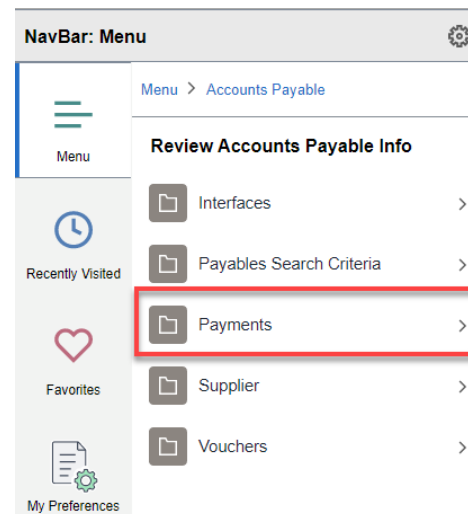 NavBar: Menu
Menu > Accounts Payable
Menu
Review Accounts Payable Info
Interfaces
Recently Visited
Payables Search Criteria
Payments
Favorites
Supplier
Vouchers
My Preferences